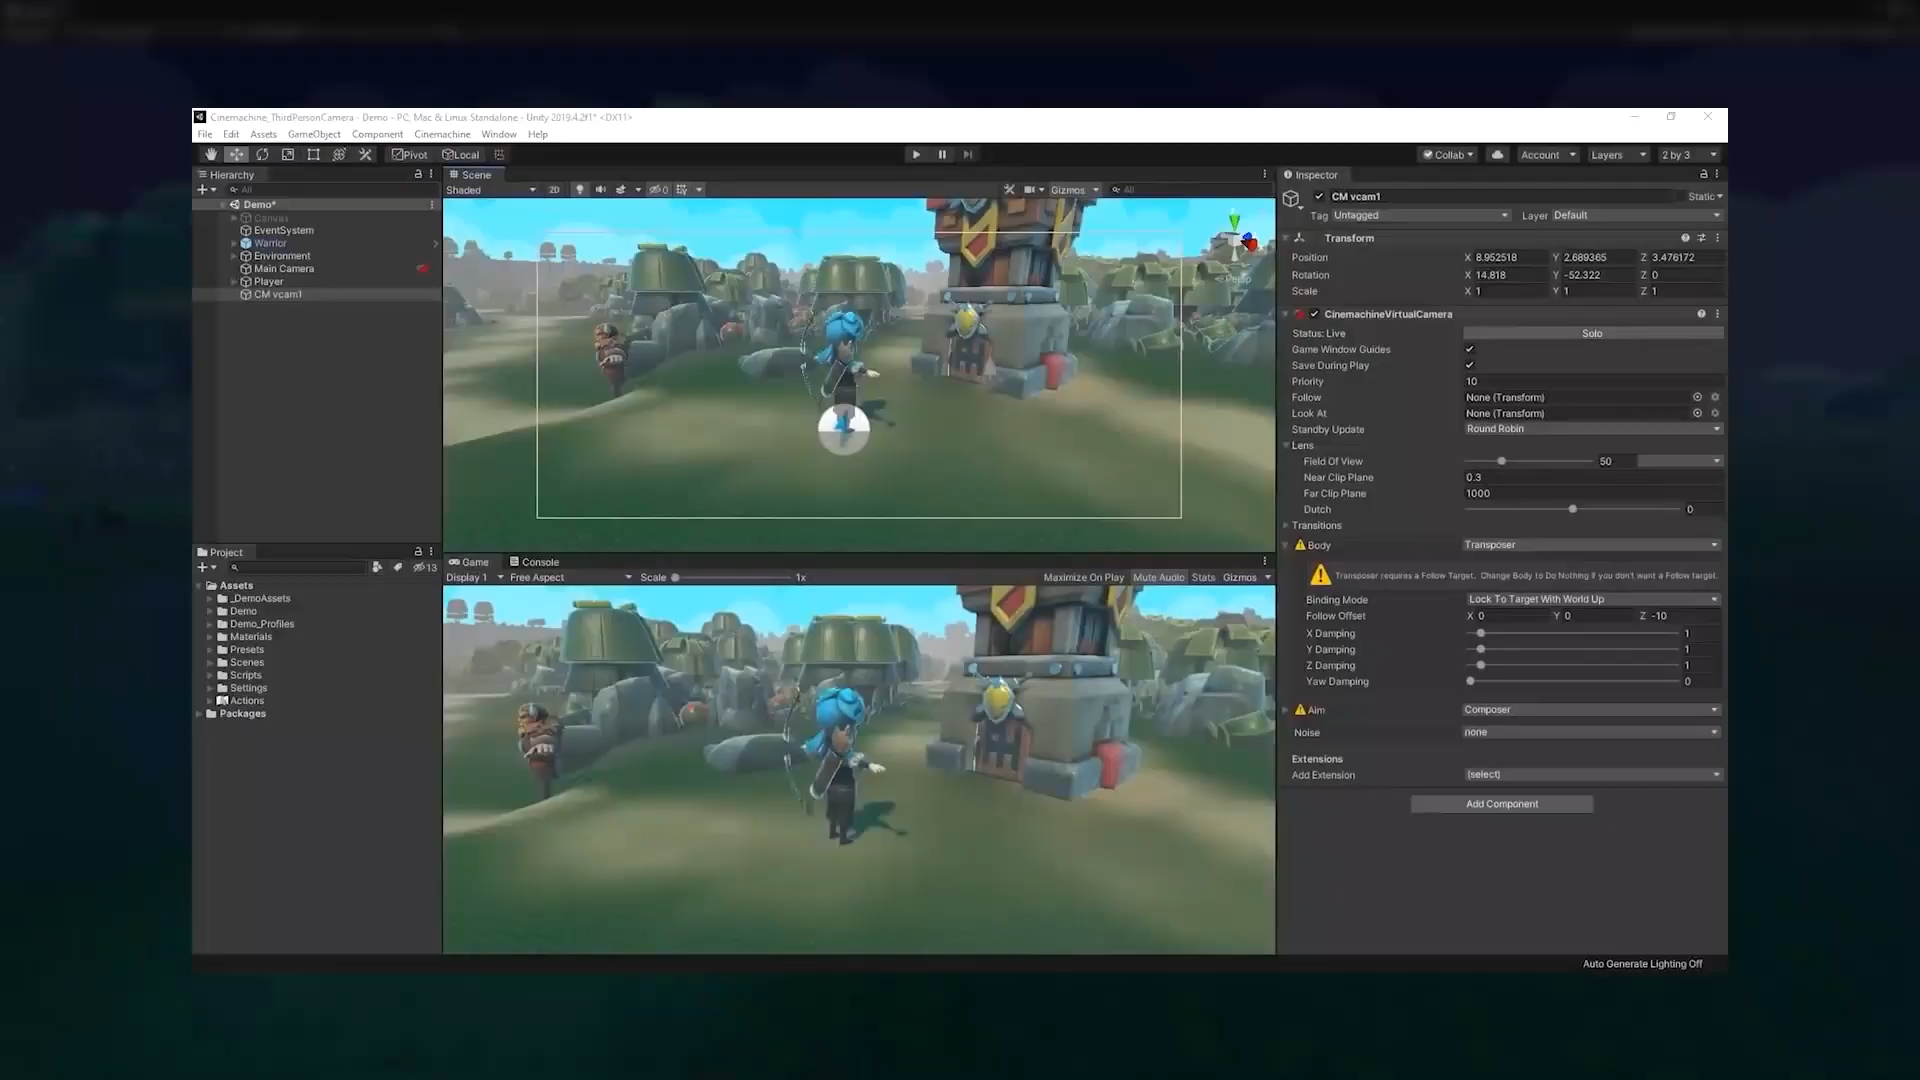 Cinemachine_ThirdPersonCamera - Demo - PC, Mac & Linux Standalone - Unity 2019.4.2f1* <DX11>
File Edit Assets GameObject Component Cinemachine Window Help
Pivot Local Collab Account Layers 2 by 3
Hierarchy
All
Demo*
Canvas
EventSystem
Warrior
Environment
Main Camera
Player
CM vcam1
Scene
Shaded 2D 0 Gizmos All
Persp
Project
13
Assets
_DemoAssets
Demo
Demo_Profiles
Materials
Presets
Scenes
Scripts
Settings
Actions
Packages
Game Console
Display 1 Free Aspect Scale 1x Maximize On Play Mute Audio Stats Gizmos
Inspector
CM vcam1 Static
Tag Untagged Layer Default
Transform
Position X 8.952518 Y 2.689365 Z 3.476172
Rotation X 14.818 Y -52.322 Z 0
Scale X 1 Y 1 Z 1
CinemachineVirtualCamera
Status: Live Solo
Game Window Guides
Save During Play
Priority 10
Follow None (Transform)
Look At None (Transform)
Standby Update Round Robin
Lens
Field Of View 50
Near Clip Plane 0.3
Far Clip Plane 1000
Dutch 0
Transitions
Body Transposer
Transposer requires a Follow Target. Change Body to Do Nothing if you don't want a Follow target.
Binding Mode Lock To Target With World Up
Follow Offset X 0 Y 0 Z -10
X Damping 1
Y Damping 1
Z Damping 1
Yaw Damping 0
Aim Composer
Noise none
Extensions
Add Extension (select)
Add Component
Auto Generate Lighting Off